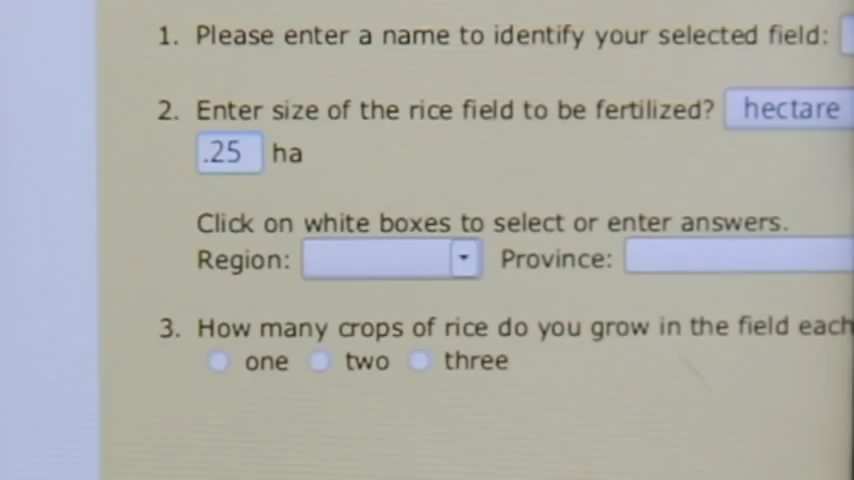 1. Please enter a name to identify your selected field:
2. Enter size of the rice field to be fertilized? hectare
.25 ha
Click on white boxes to select or enter answers.
Region: Province:
3. How many crops of rice do you grow in the field each
one two three